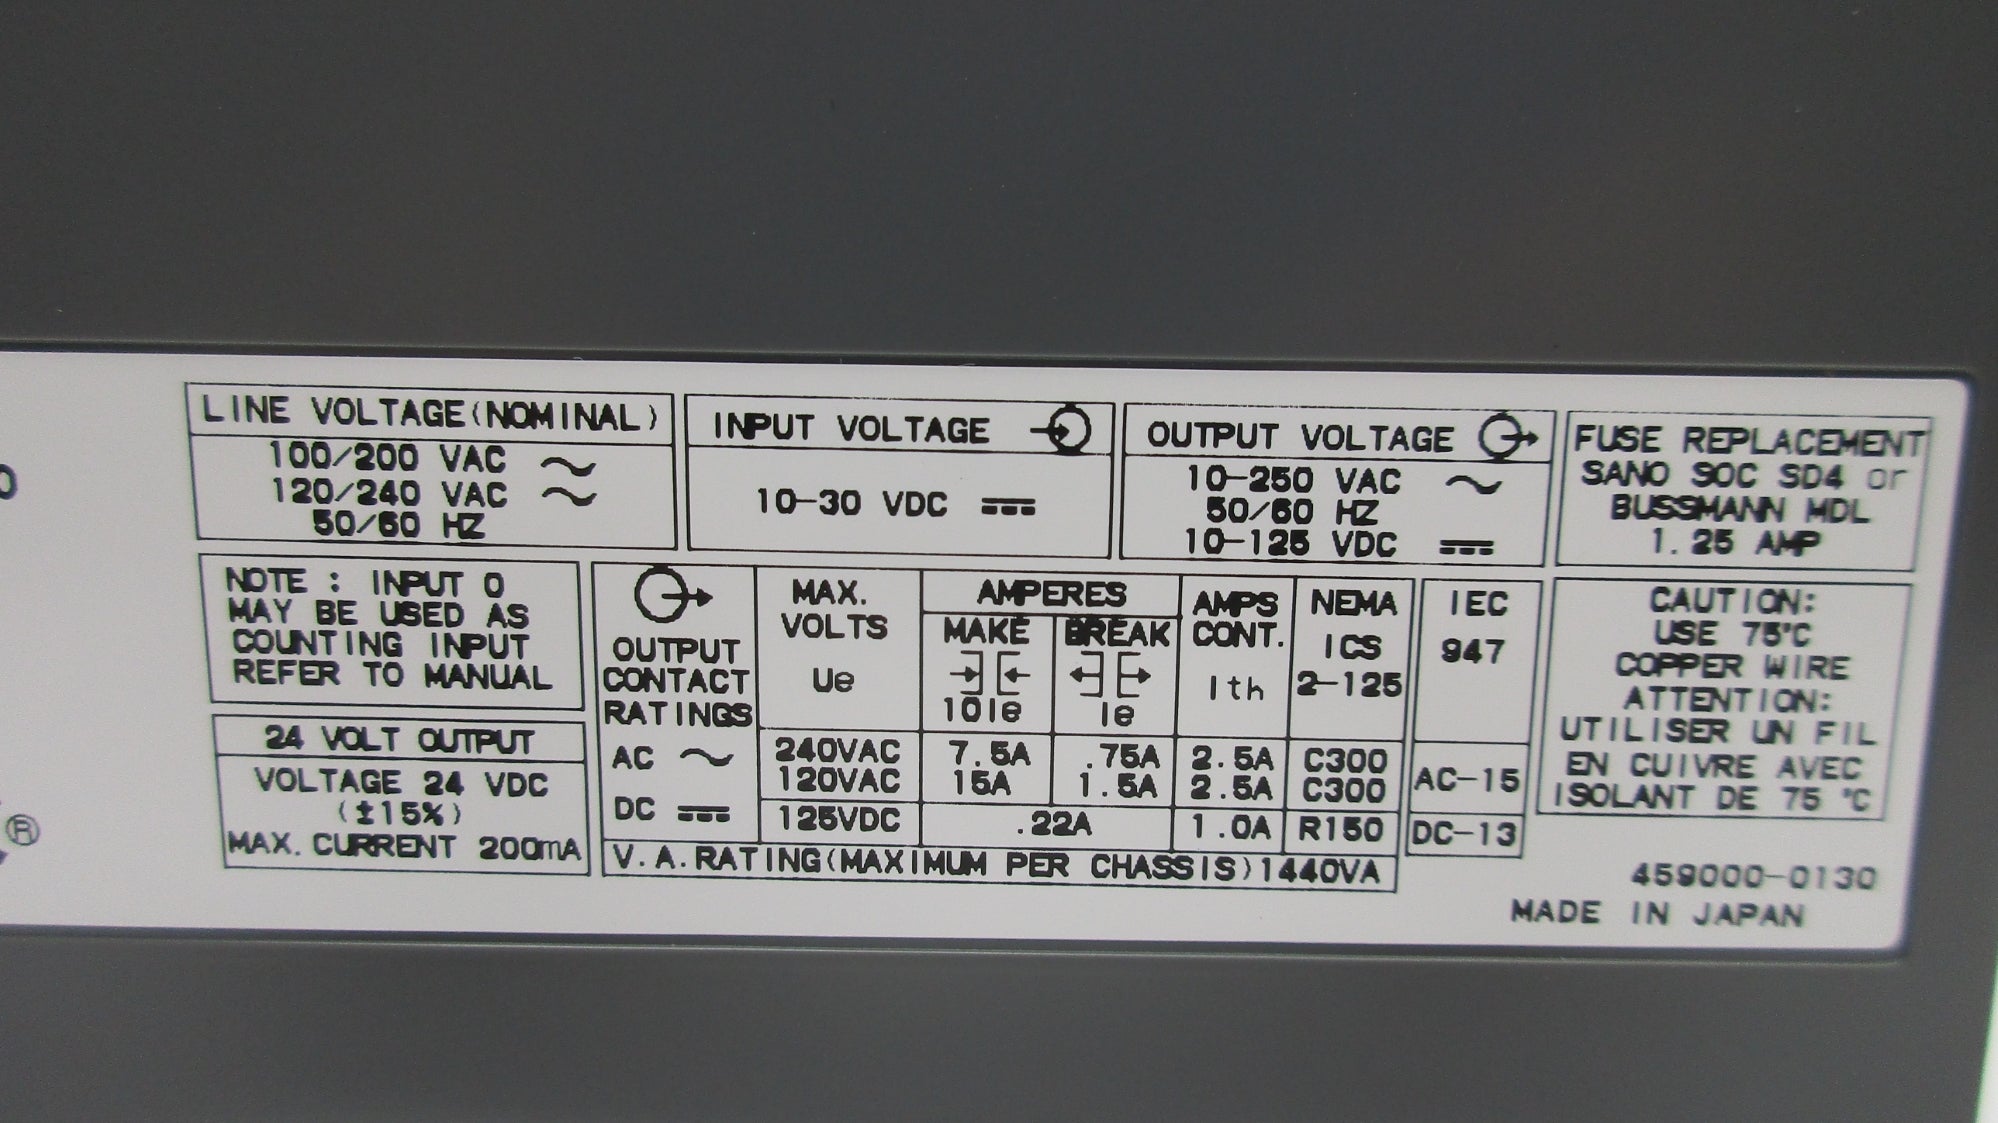 LINE VOLTAGE(NOMINAL)
100/200 VAC ~
120/240 VAC ~
50/60 HZ
INPUT VOLTAGE
10-30 VDC
OUTPUT VOLTAGE
10-250 VAC ~
50/60 HZ
10-125 VDC
FUSE REPLACEMENT
SANO SOC SD4 or
BUSSMANN MDL
1.25 AMP
NOTE : INPUT 0
MAY BE USED AS
COUNTING INPUT
REFER TO MANUAL
24 VOLT OUTPUT
VOLTAGE 24 VDC
(±15%)
MAX. CURRENT 200mA
OUTPUT
CONTACT
RATINGS
MAX.
VOLTS
Ue
AMPERES
MAKE
10Ie
BREAK
Ie
AMPS
CONT.
Ith
NEMA
ICS
2-125
IEC
947
AC ~
240VAC 7.5A .75A 2.5A C300
120VAC 15A 1.5A 2.5A C300
AC-15
DC 125VDC .22A 1.0A R150 DC-13
V.A.RATING(MAXIMUM PER CHASSIS)1440VA
CAUTION:
USE 75°C
COPPER WIRE
ATTENTION:
UTILISER UN FIL
EN CUIVRE AVEC
ISOLANT DE 75 °C
459000-0130
MADE IN JAPAN
®